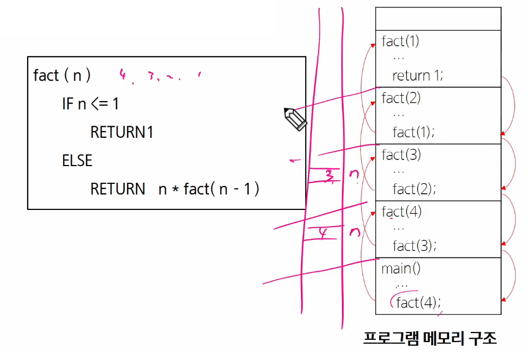 fact ( n ) 4, 3, 2, 1
IF n <= 1
RETURN1
ELSE
RETURN n * fact(n - 1)
fact(1)
...
return 1;
fact(2)
...
fact(1);
fact(3)
...
fact(2);
3 n
fact(4)
...
fact(3);
4 n
main()
...
fact(4);
프로그램 메모리 구조